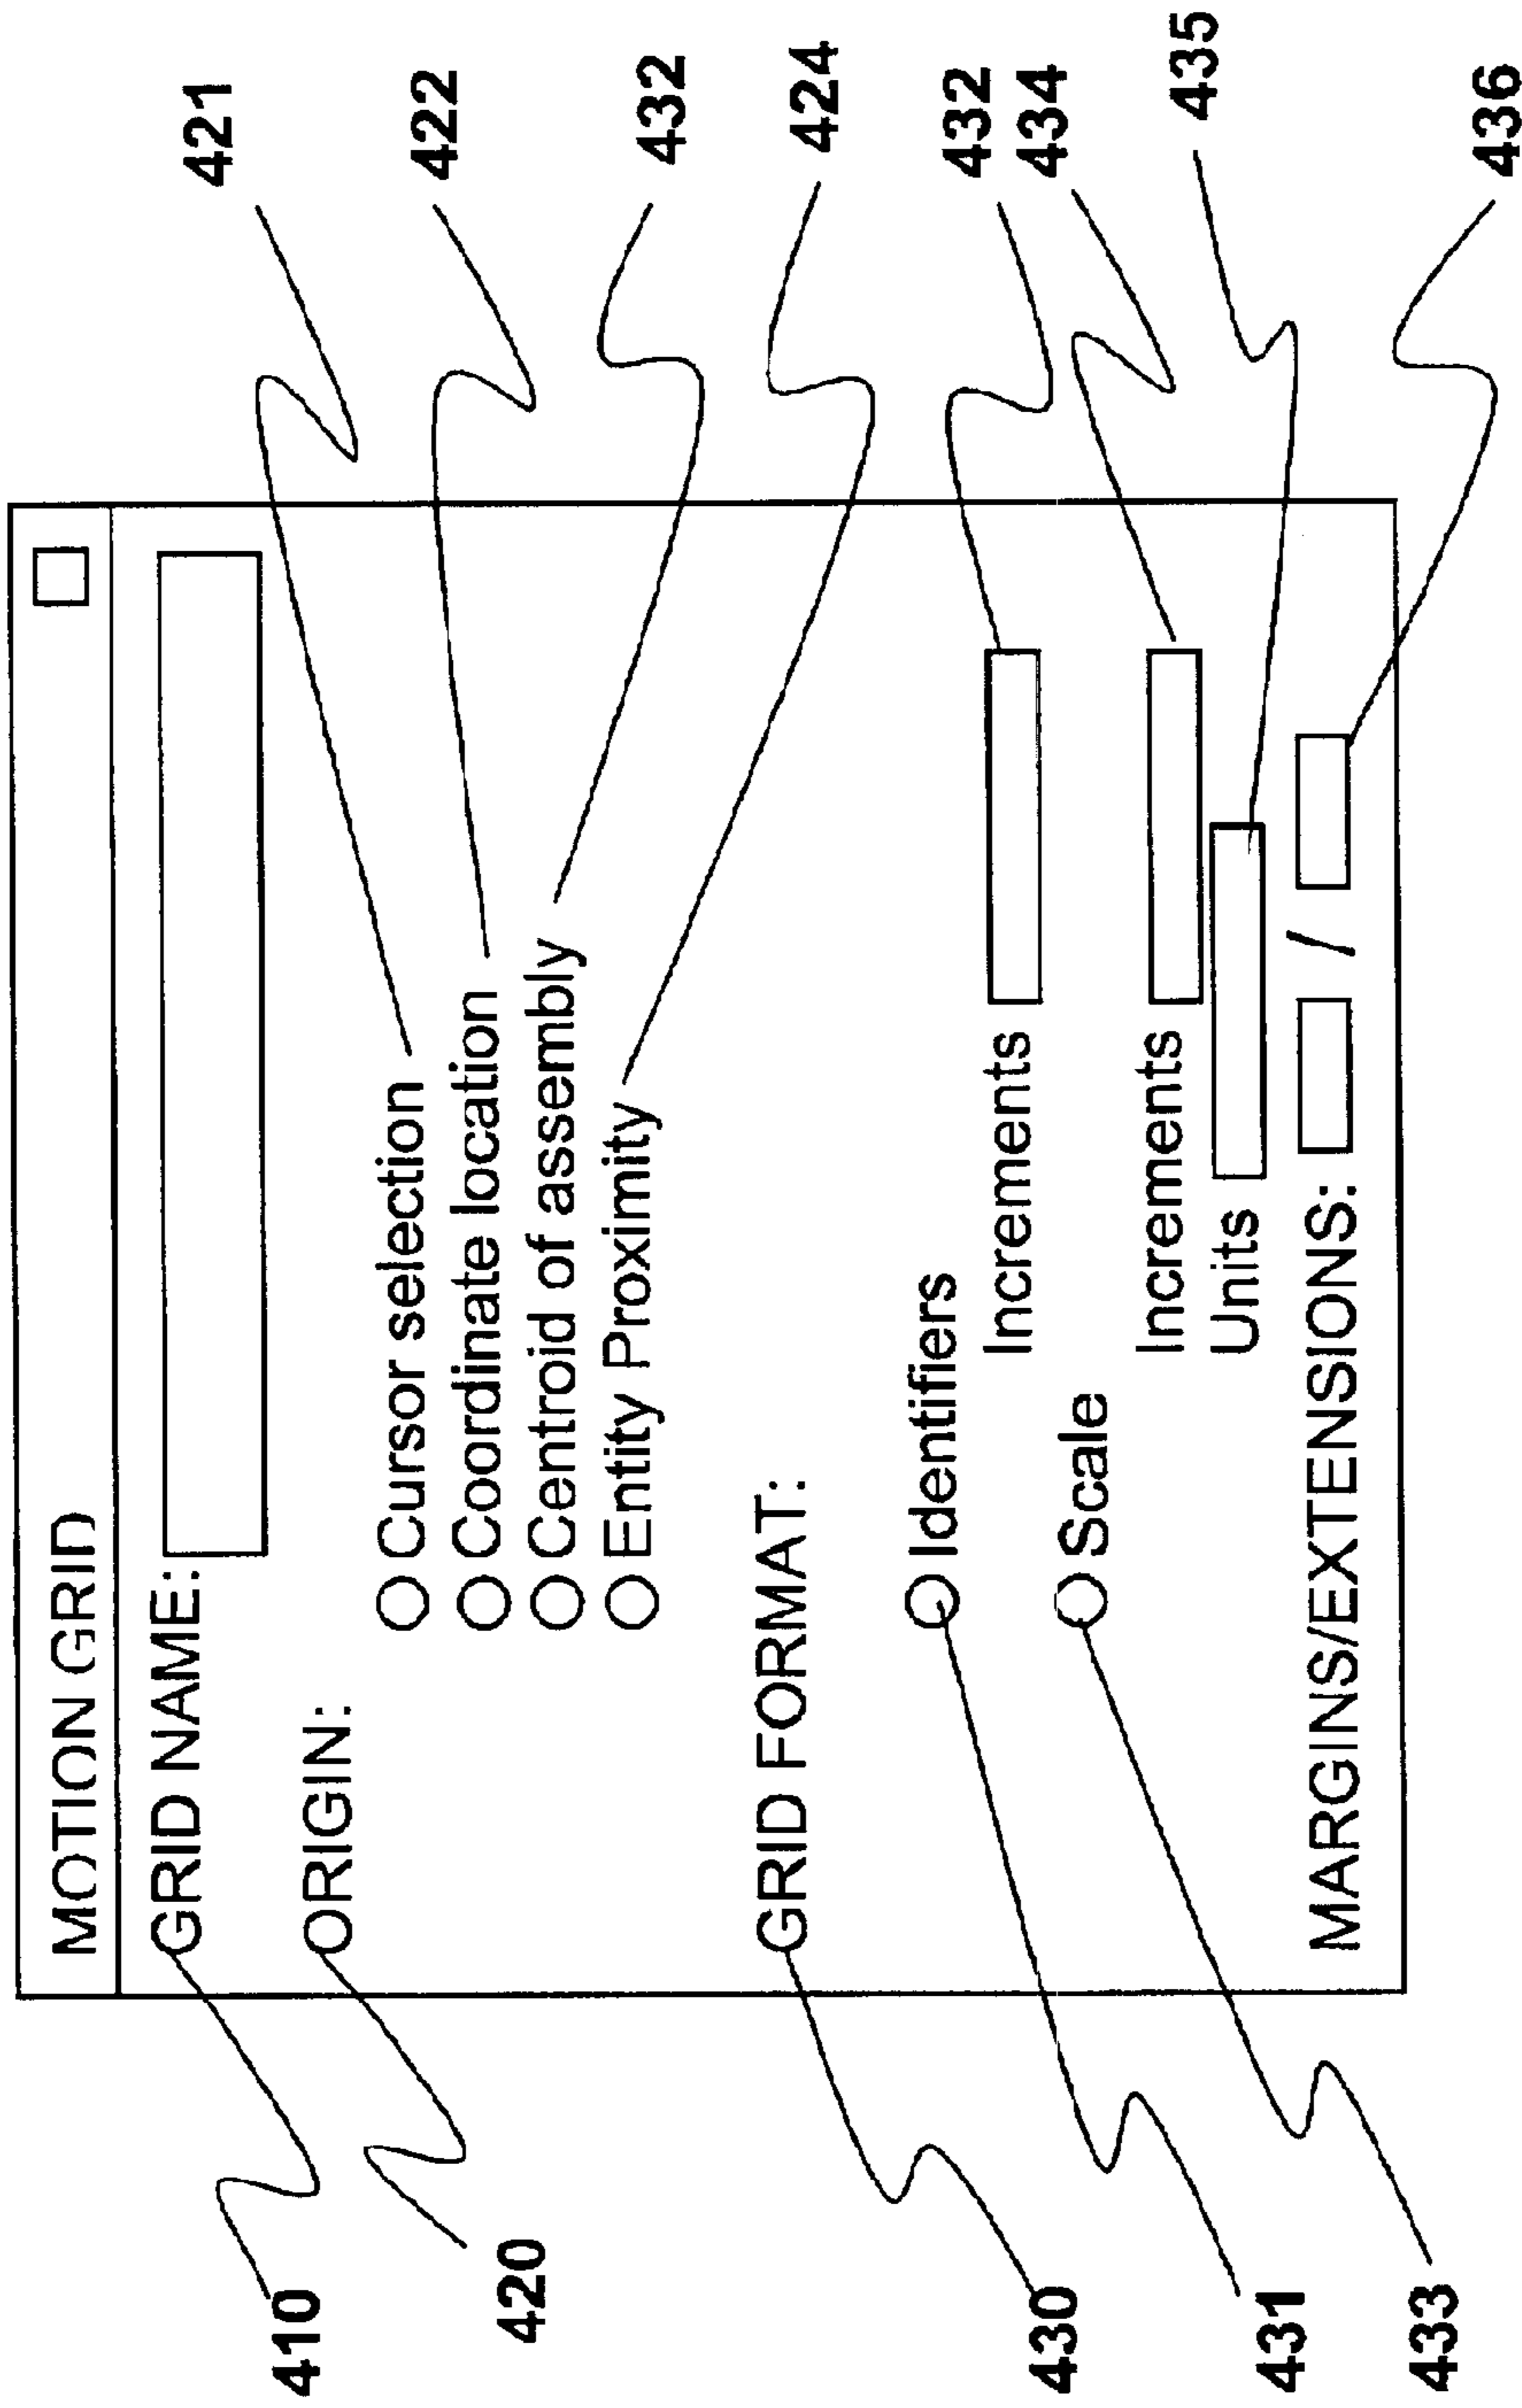 MOTION GRID
410 GRID NAME:
420 ORIGIN:
Cursor selection 421
Coordinate location 422
Centroid of assembly 432
Entity Proximity 424
430 GRID FORMAT:
431 Identifiers
Increments 432
433 Scale
Increments 434
Units 435
MARGINS/EXTENSIONS: / 436